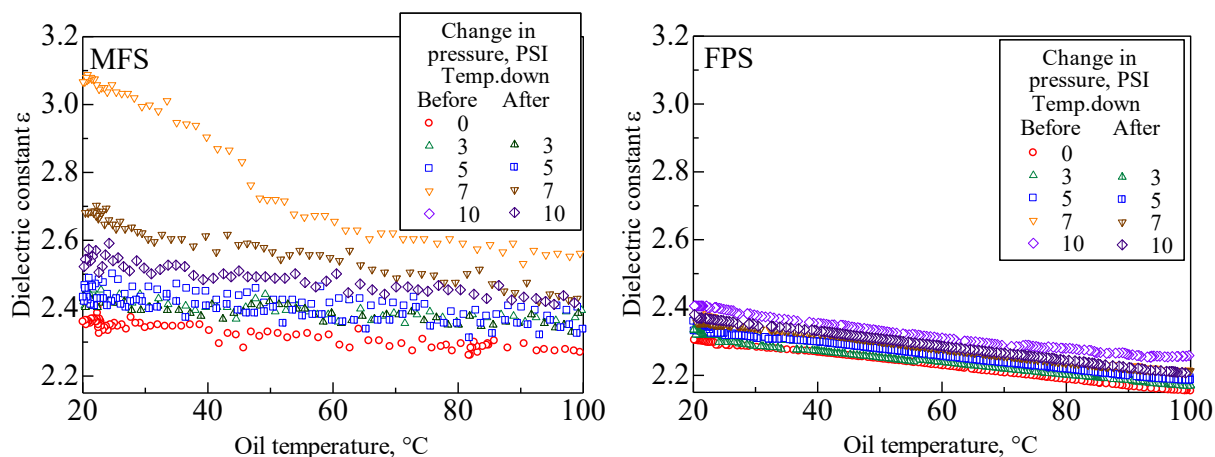 MFS
Change in
pressure, PSI
Temp.down
Before After
0
3 3
5 5
7 7
10 10
3.2
3.0
2.8
2.6
2.4
2.2
Dielectric constant ε
20 40 60 80 100
Oil temperature, °C
FPS
Change in
pressure, PSI
Temp.down
Before After
0
3 3
5 5
7 7
10 10
3.2
3.0
2.8
2.6
2.4
2.2
Dielectric constant ε
20 40 60 80 100
Oil temperature, °C